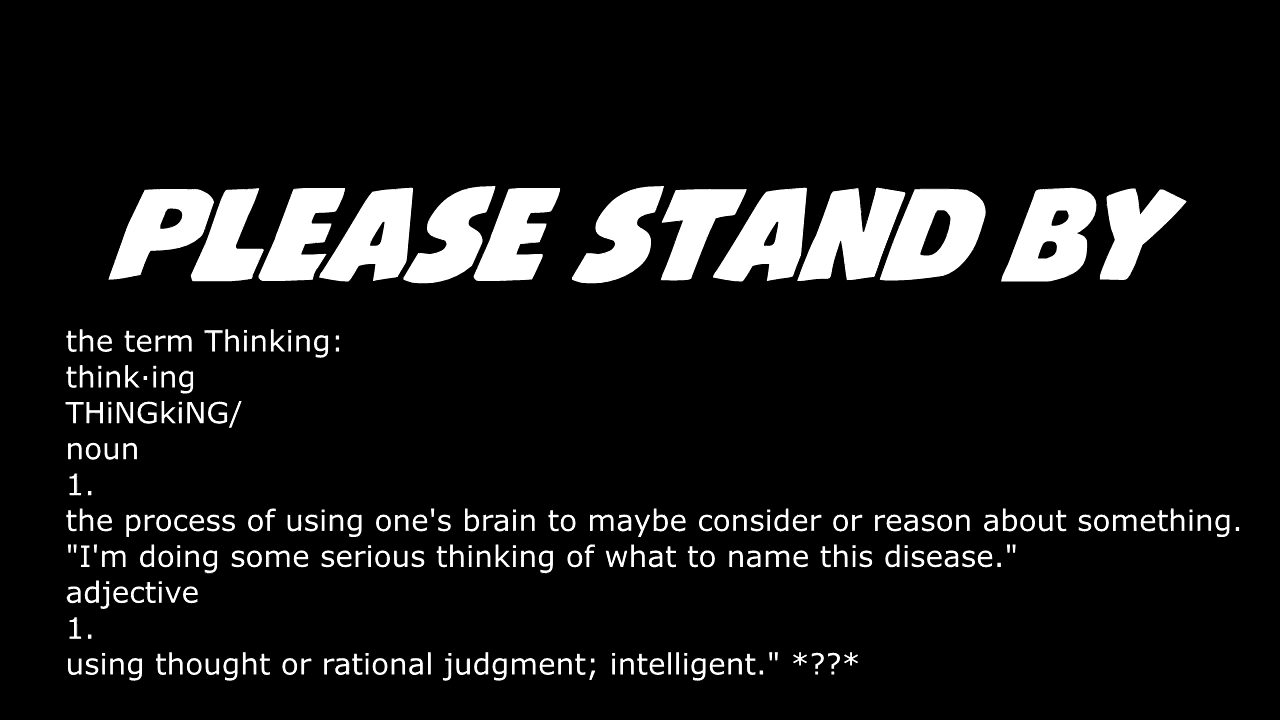 PLEASE STAND BY
the term Thinking:
think·ing
THiNGkiNG/
noun
1.
the process of using one's brain to maybe consider or reason about something.
"I'm doing some serious thinking of what to name this disease."
adjective
1.
using thought or rational judgment; intelligent." *??*